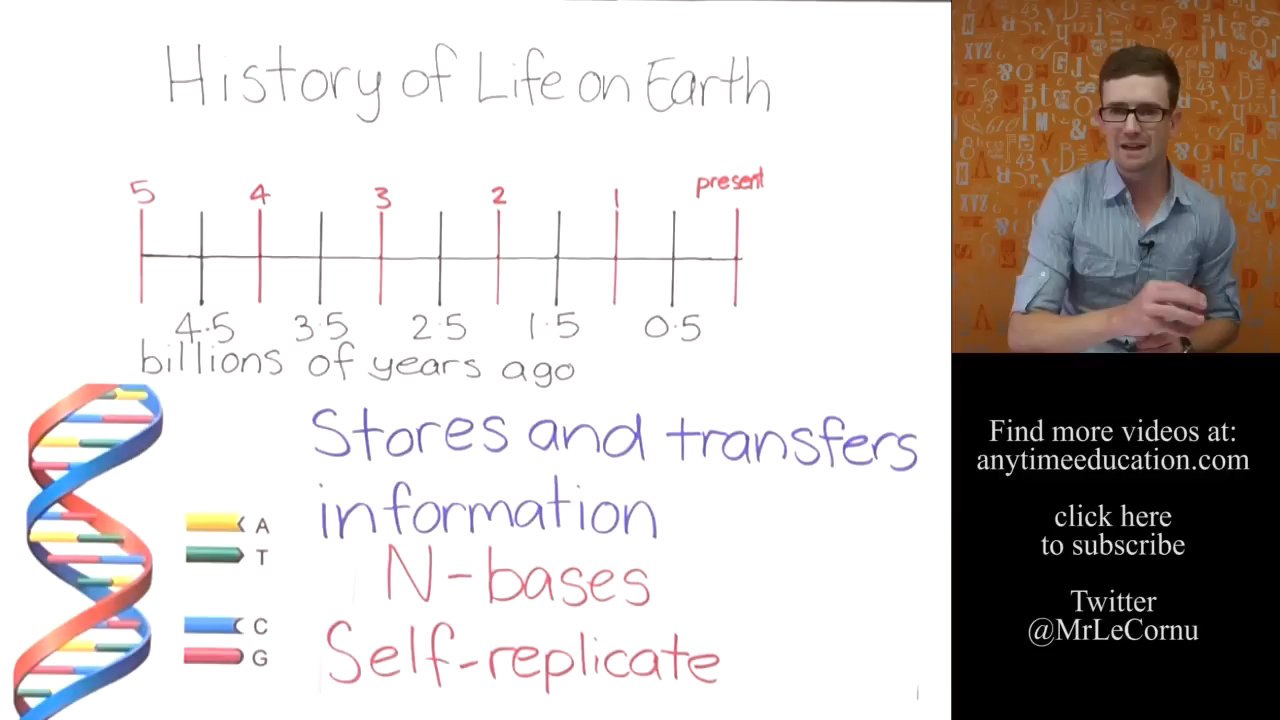 History of Life on Earth
5 4 3 2 1 present
4.5 3.5 2.5 1.5 0.5
billions of years ago
Stores and transfers
information
A
T
N-bases
C
G
Self-replicate
Find more videos at:
anytimeeducation.com
click here
to subscribe
Twitter
@MrLeCornu